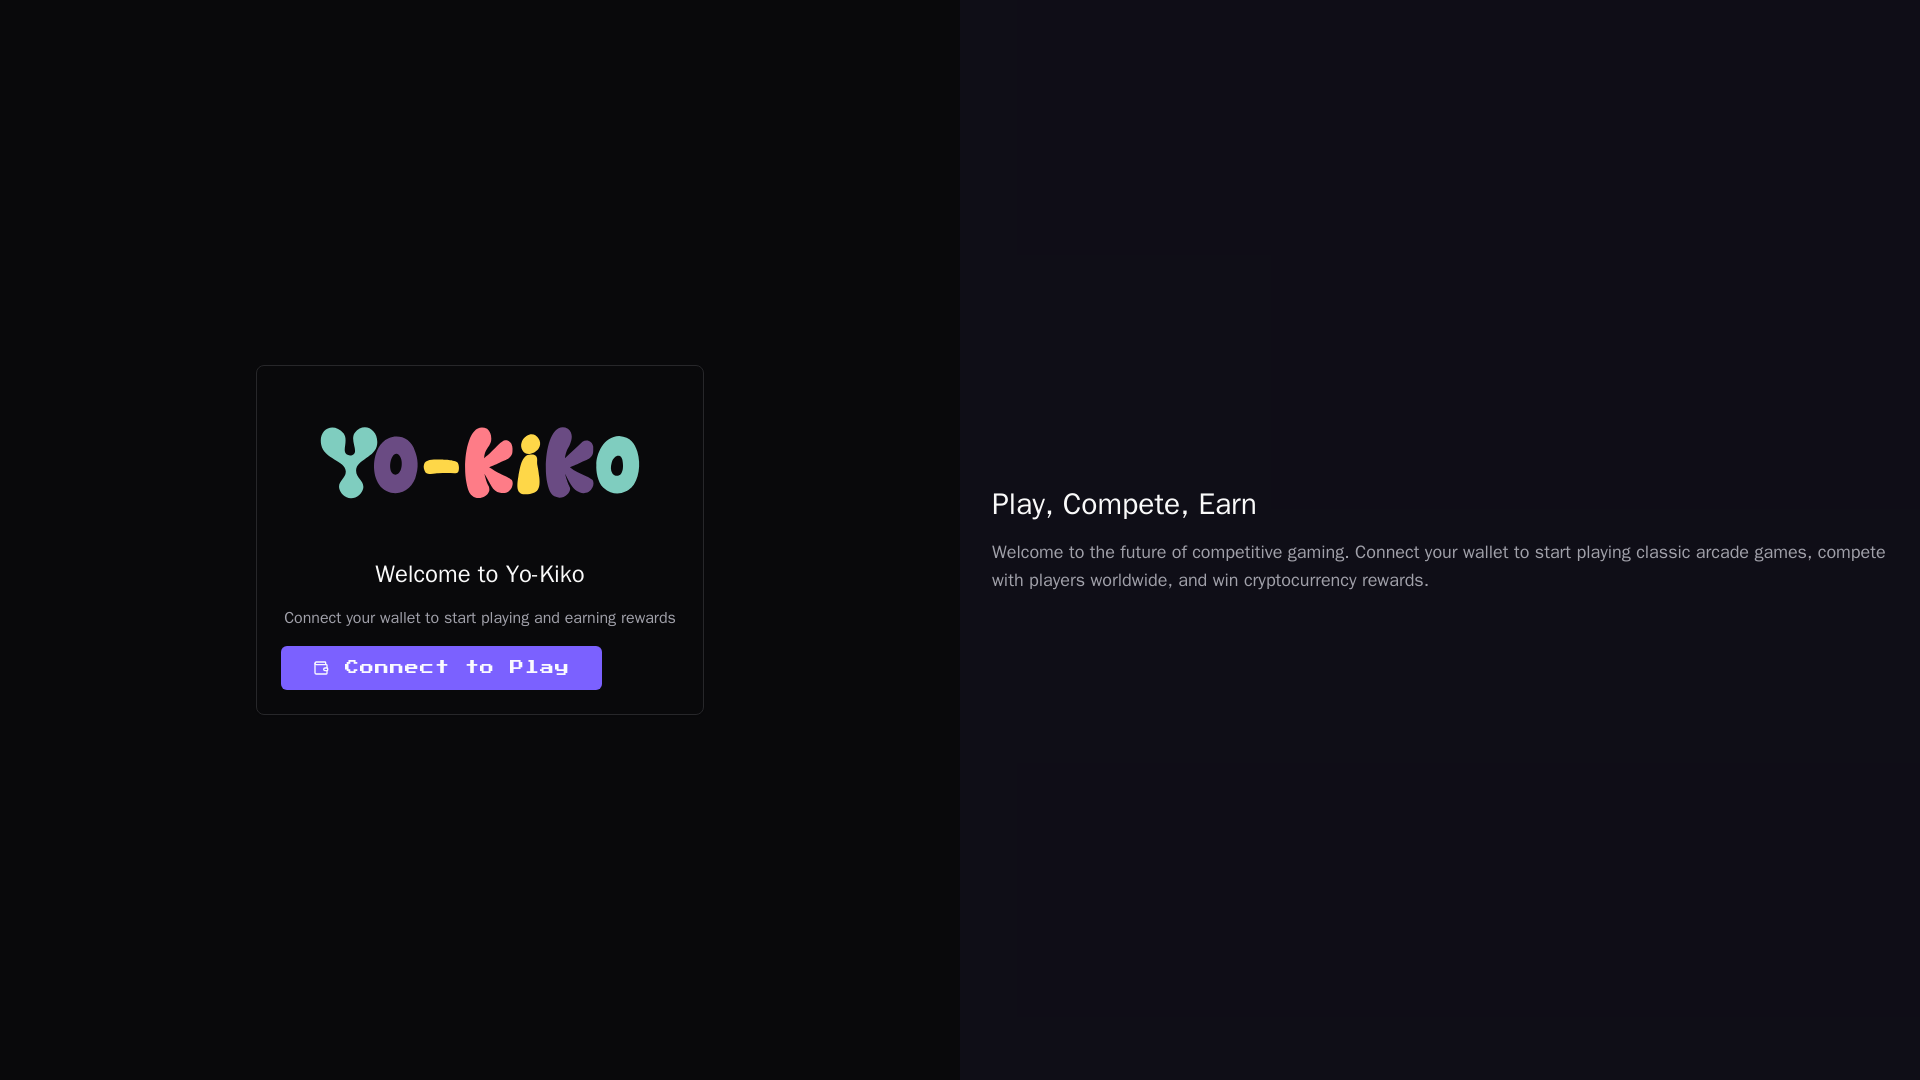 Yo-Kiko
Welcome to Yo-Kiko
Connect your wallet to start playing and earning rewards
Connect to Play
Play, Compete, Earn
Welcome to the future of competitive gaming. Connect your wallet to start playing classic arcade games, compete
with players worldwide, and win cryptocurrency rewards.